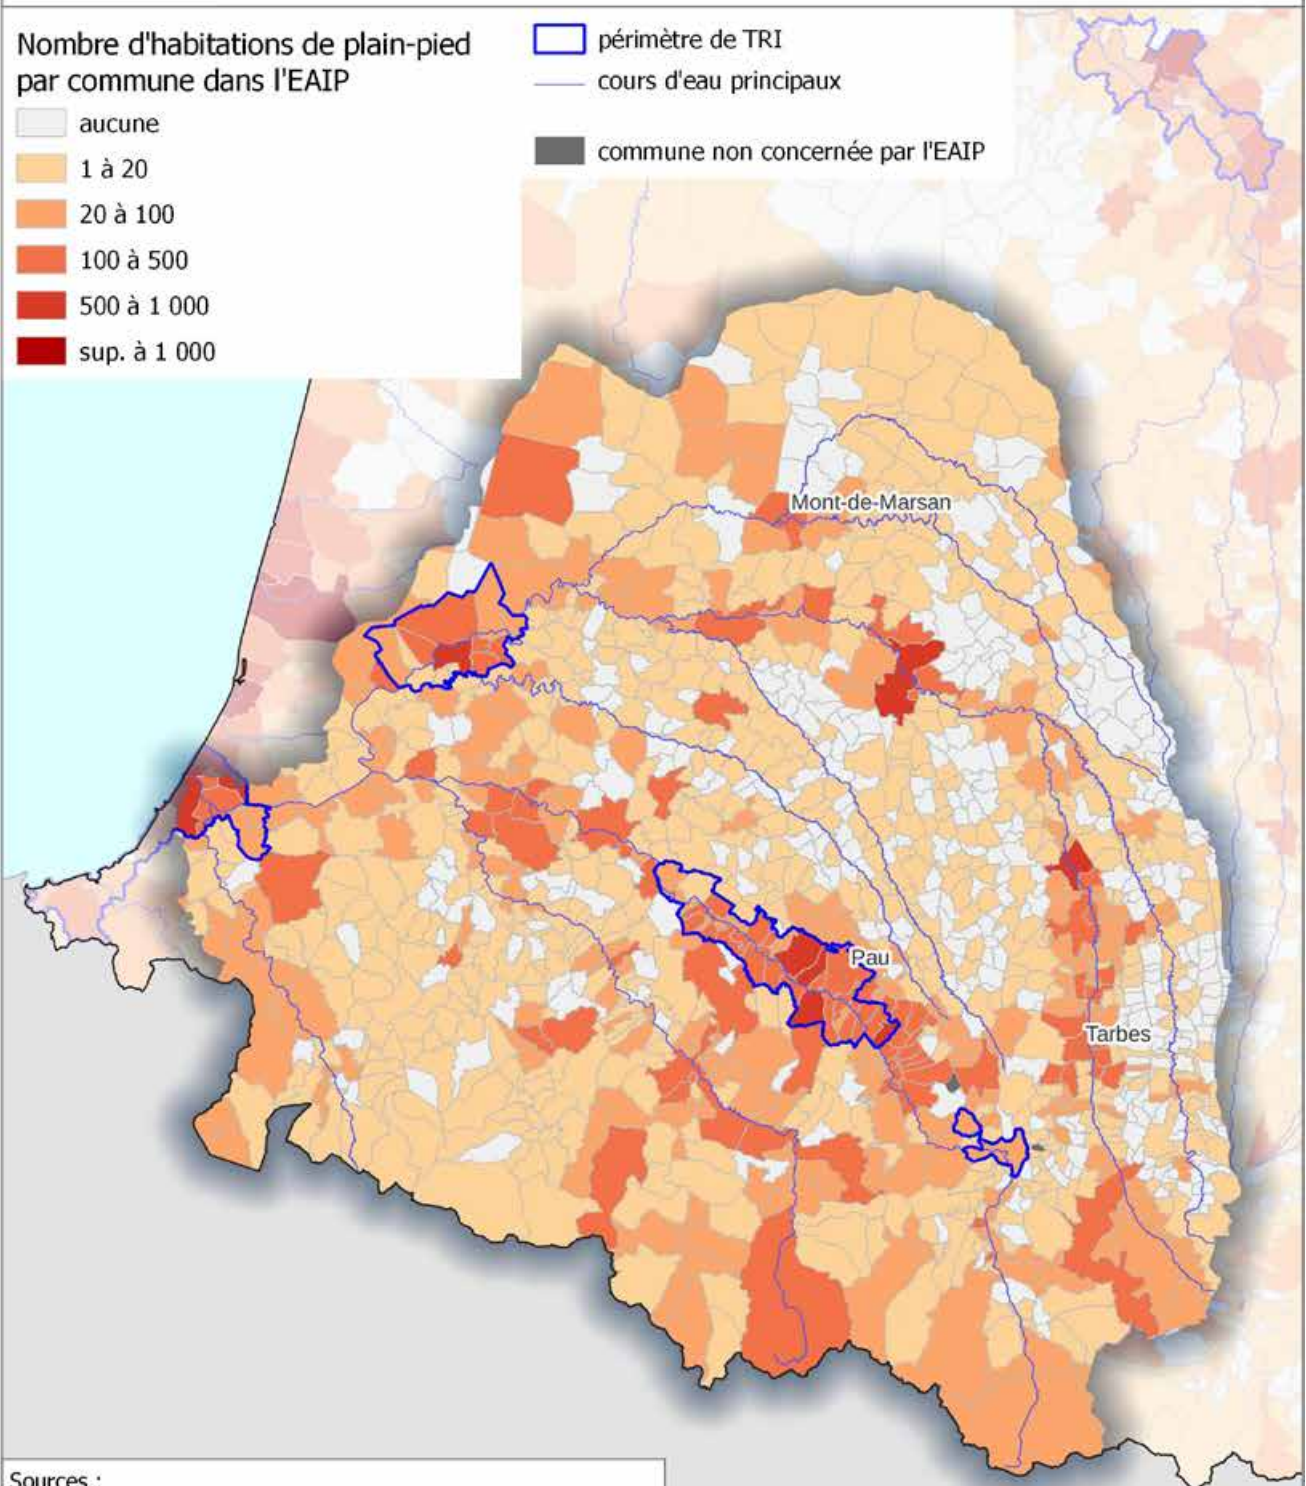 Nombre d'habitations de plain-pied
par commune dans l'EAIP
aucune
1 à 20
20 à 100
100 à 500
500 à 1 000
sup. à 1 000
périmètre de TRI
cours d'eau principaux
commune non concernée par l'EAIP
Mont-de-Marsan
Pau
Tarbes
Sources :